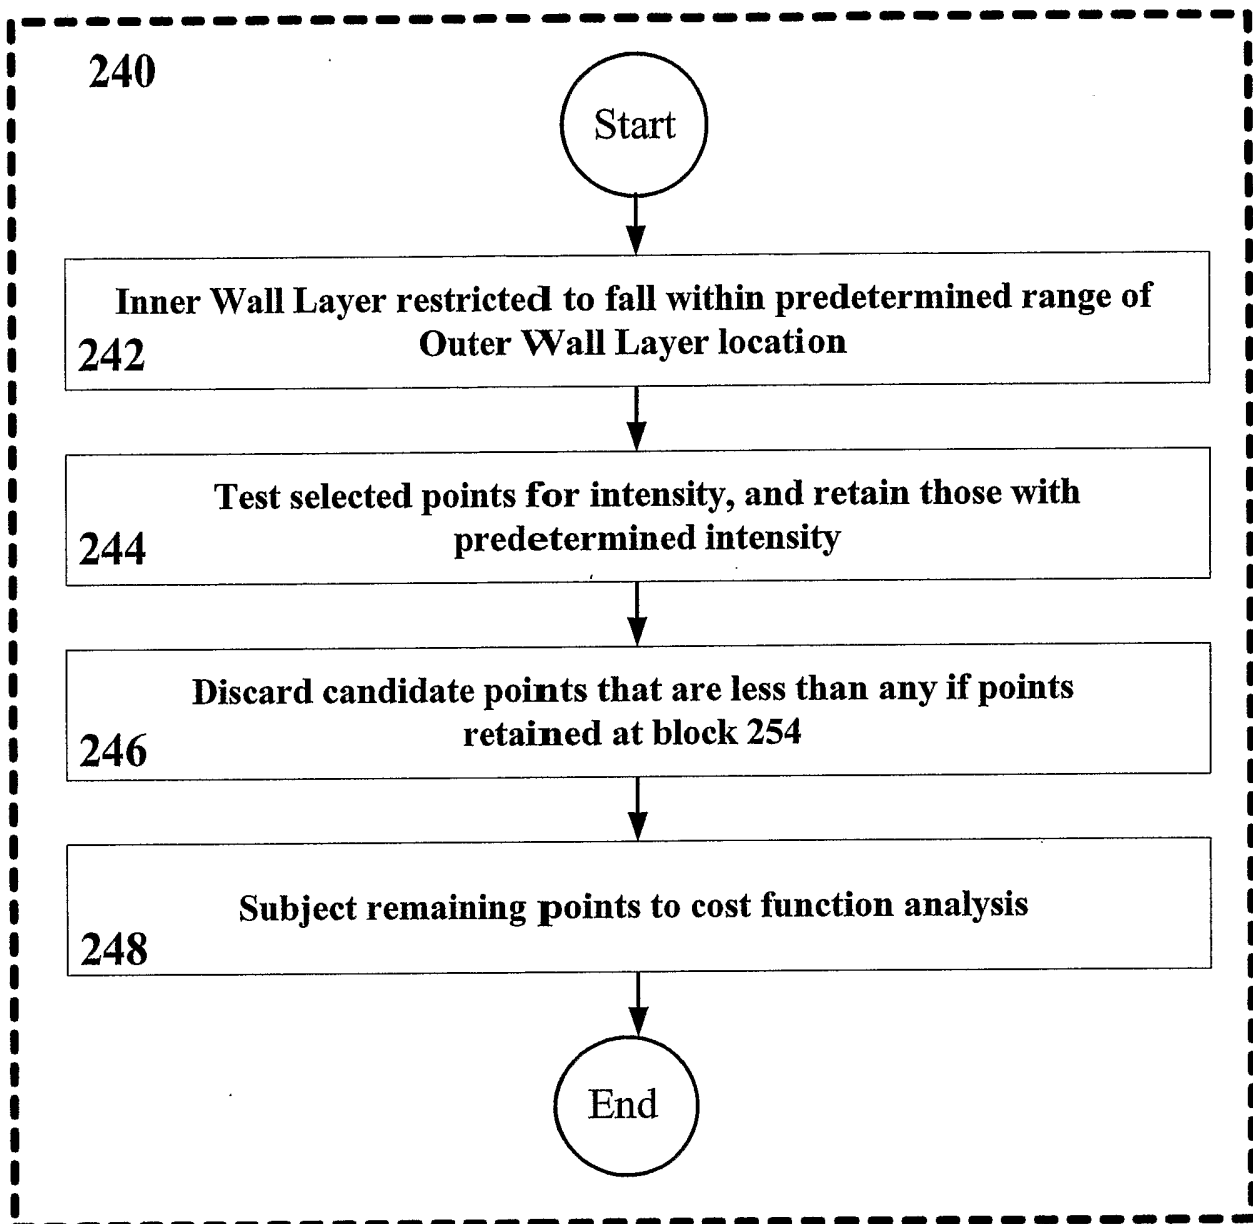 240
Start
Inner Wall Layer restricted to fall within predetermined range of
Outer Wall Layer location
242
Test selected points for intensity, and retain those with
predetermined intensity
244
Discard candidate points that are less than any if points
retained at block 254
246
Subject remaining points to cost function analysis
248
End